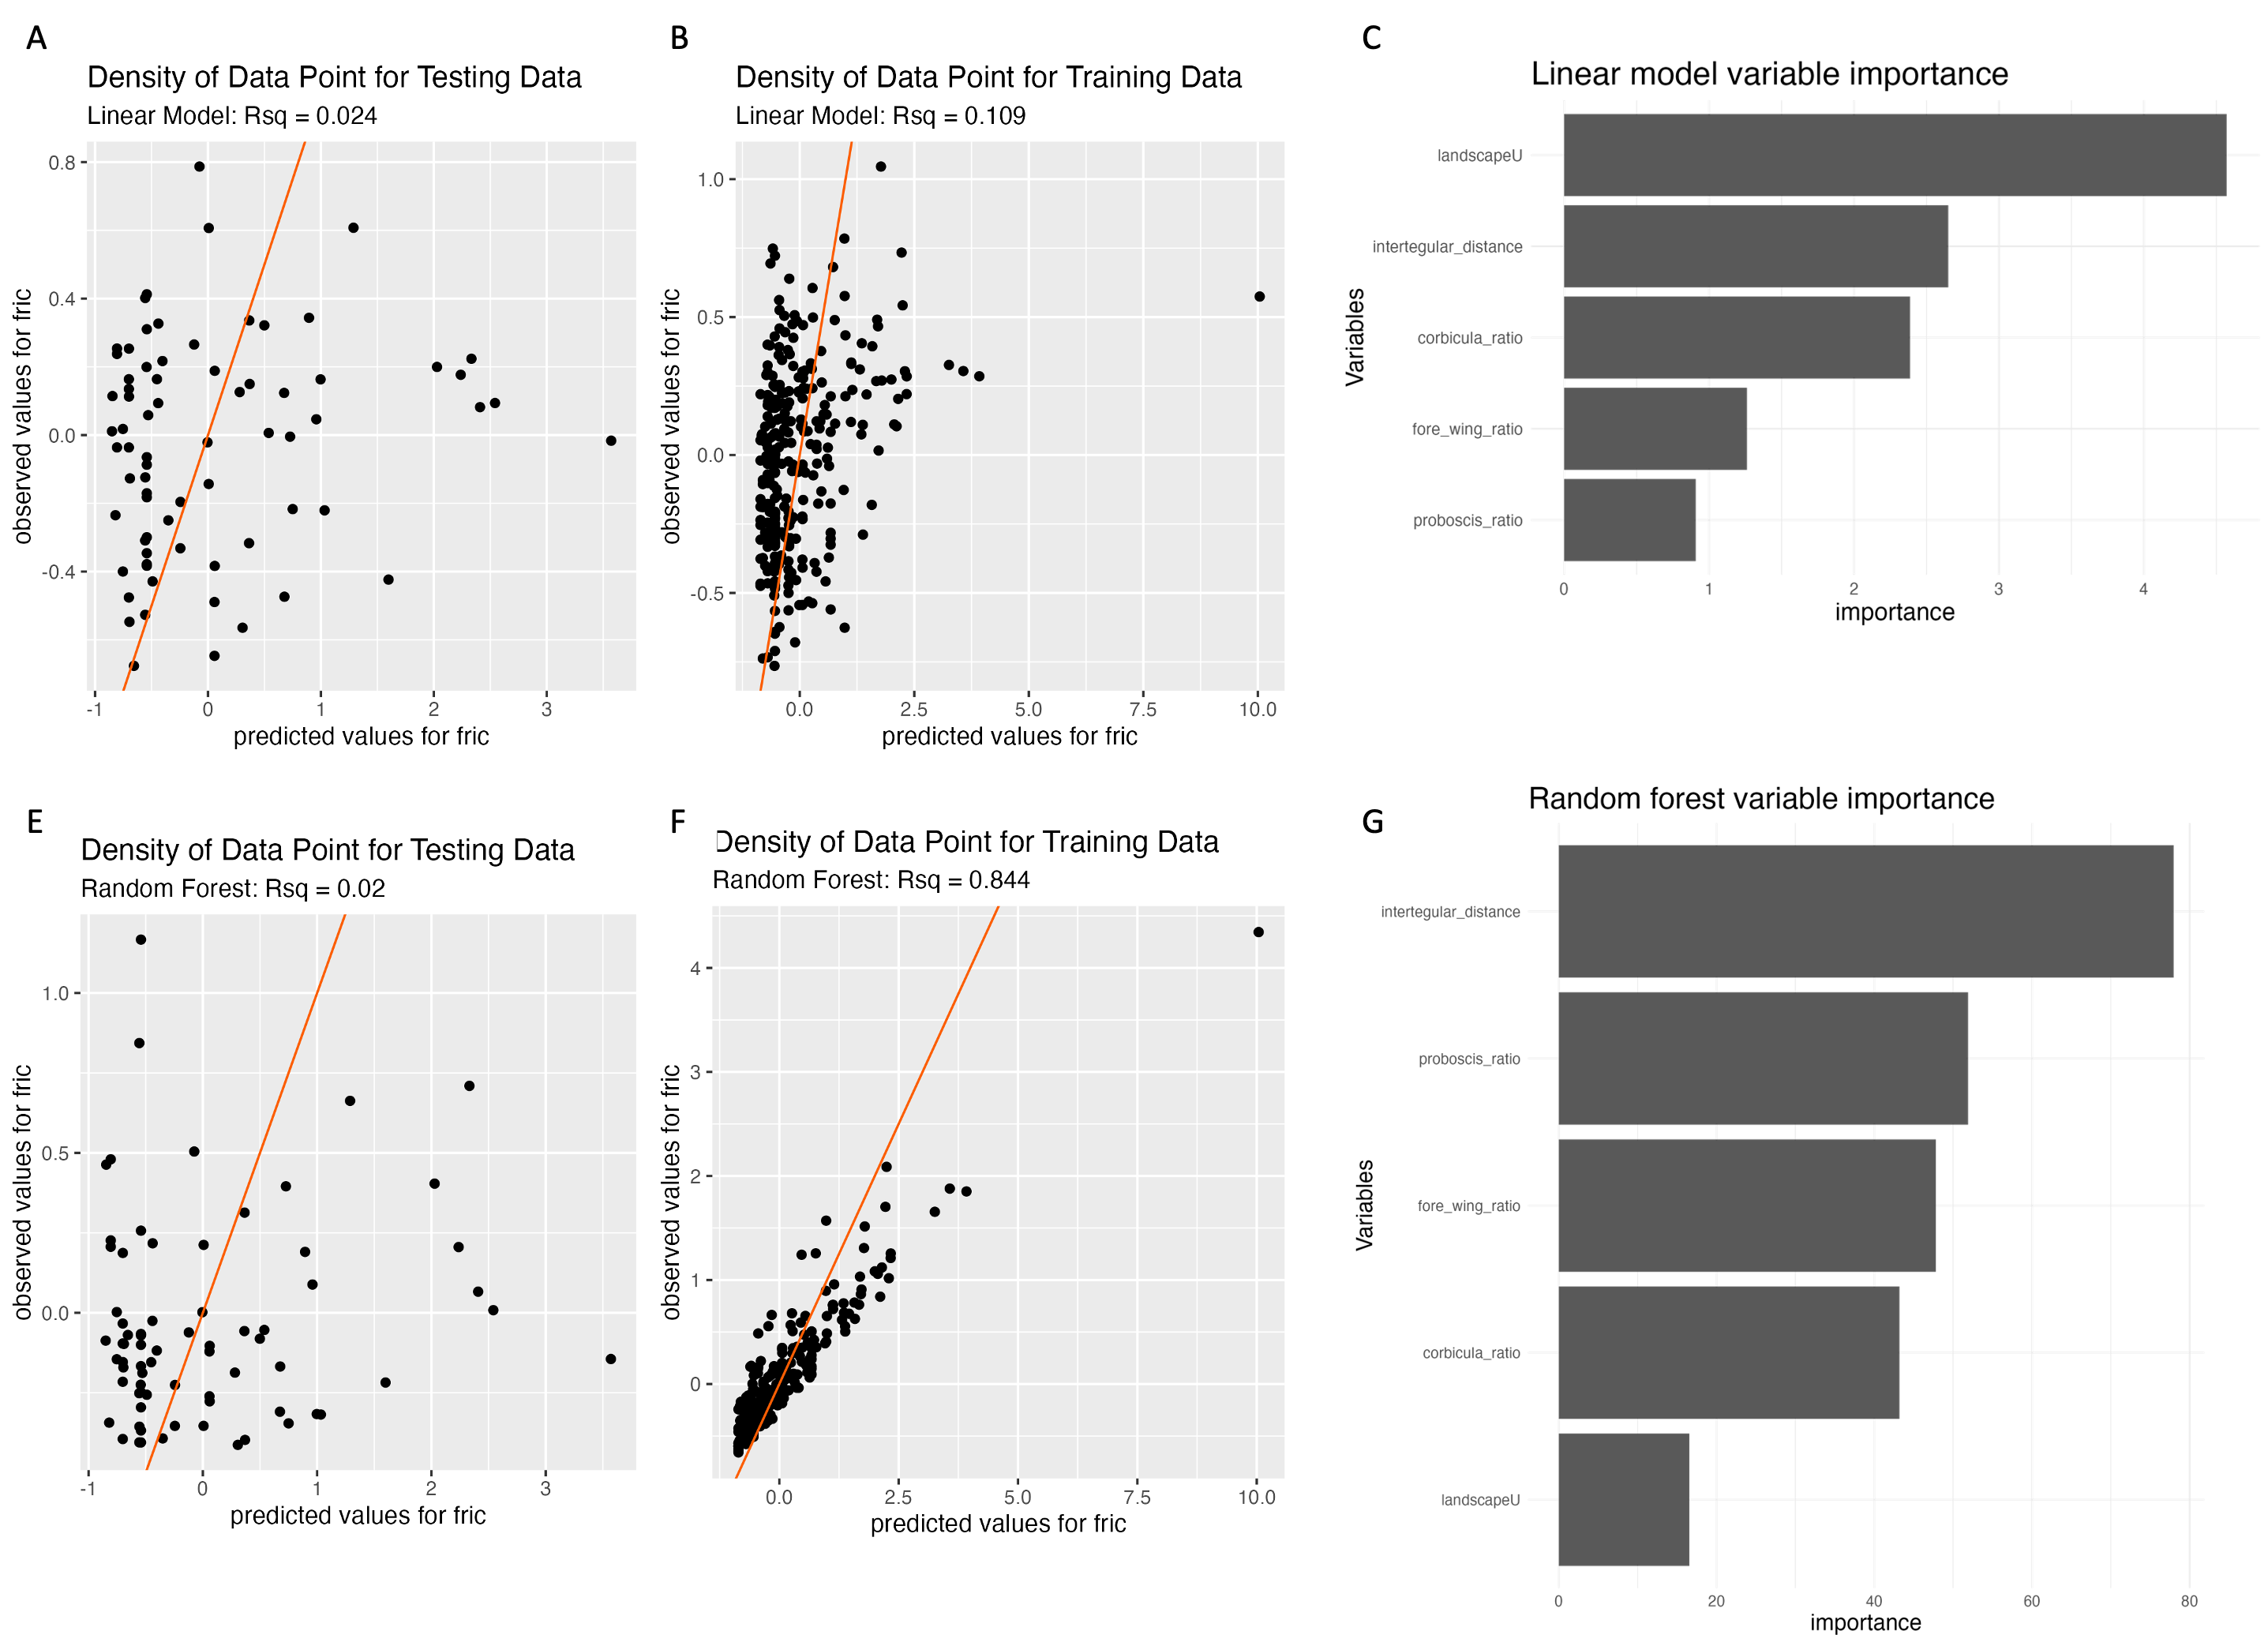 A
Density of Data Point for Testing Data
Linear Model: Rsq = 0.024
observed values for fric
0.8
0.4
0.0
-0.4
-1 0 1 2 3
predicted values for fric
B
Density of Data Point for Training Data
Linear Model: Rsq = 0.109
observed values for fric
1.0
0.5
0.0
-0.5
0.0 2.5 5.0 7.5 10.0
predicted values for fric
C
Linear model variable importance
Variables
landscapeU
intertegular_distance
corbicula_ratio
fore_wing_ratio
proboscis_ratio
0 1 2 3 4
importance
E
Density of Data Point for Testing Data
Random Forest: Rsq = 0.02
observed values for fric
1.0
0.5
0.0
-1 0 1 2 3
predicted values for fric
F
Density of Data Point for Training Data
Random Forest: Rsq = 0.844
observed values for fric
4
3
2
1
0
0.0 2.5 5.0 7.5 10.0
predicted values for fric
G
Random forest variable importance
Variables
intertegular_distance
proboscis_ratio
fore_wing_ratio
corbicula_ratio
landscapeU
0 20 40 60 80
importance